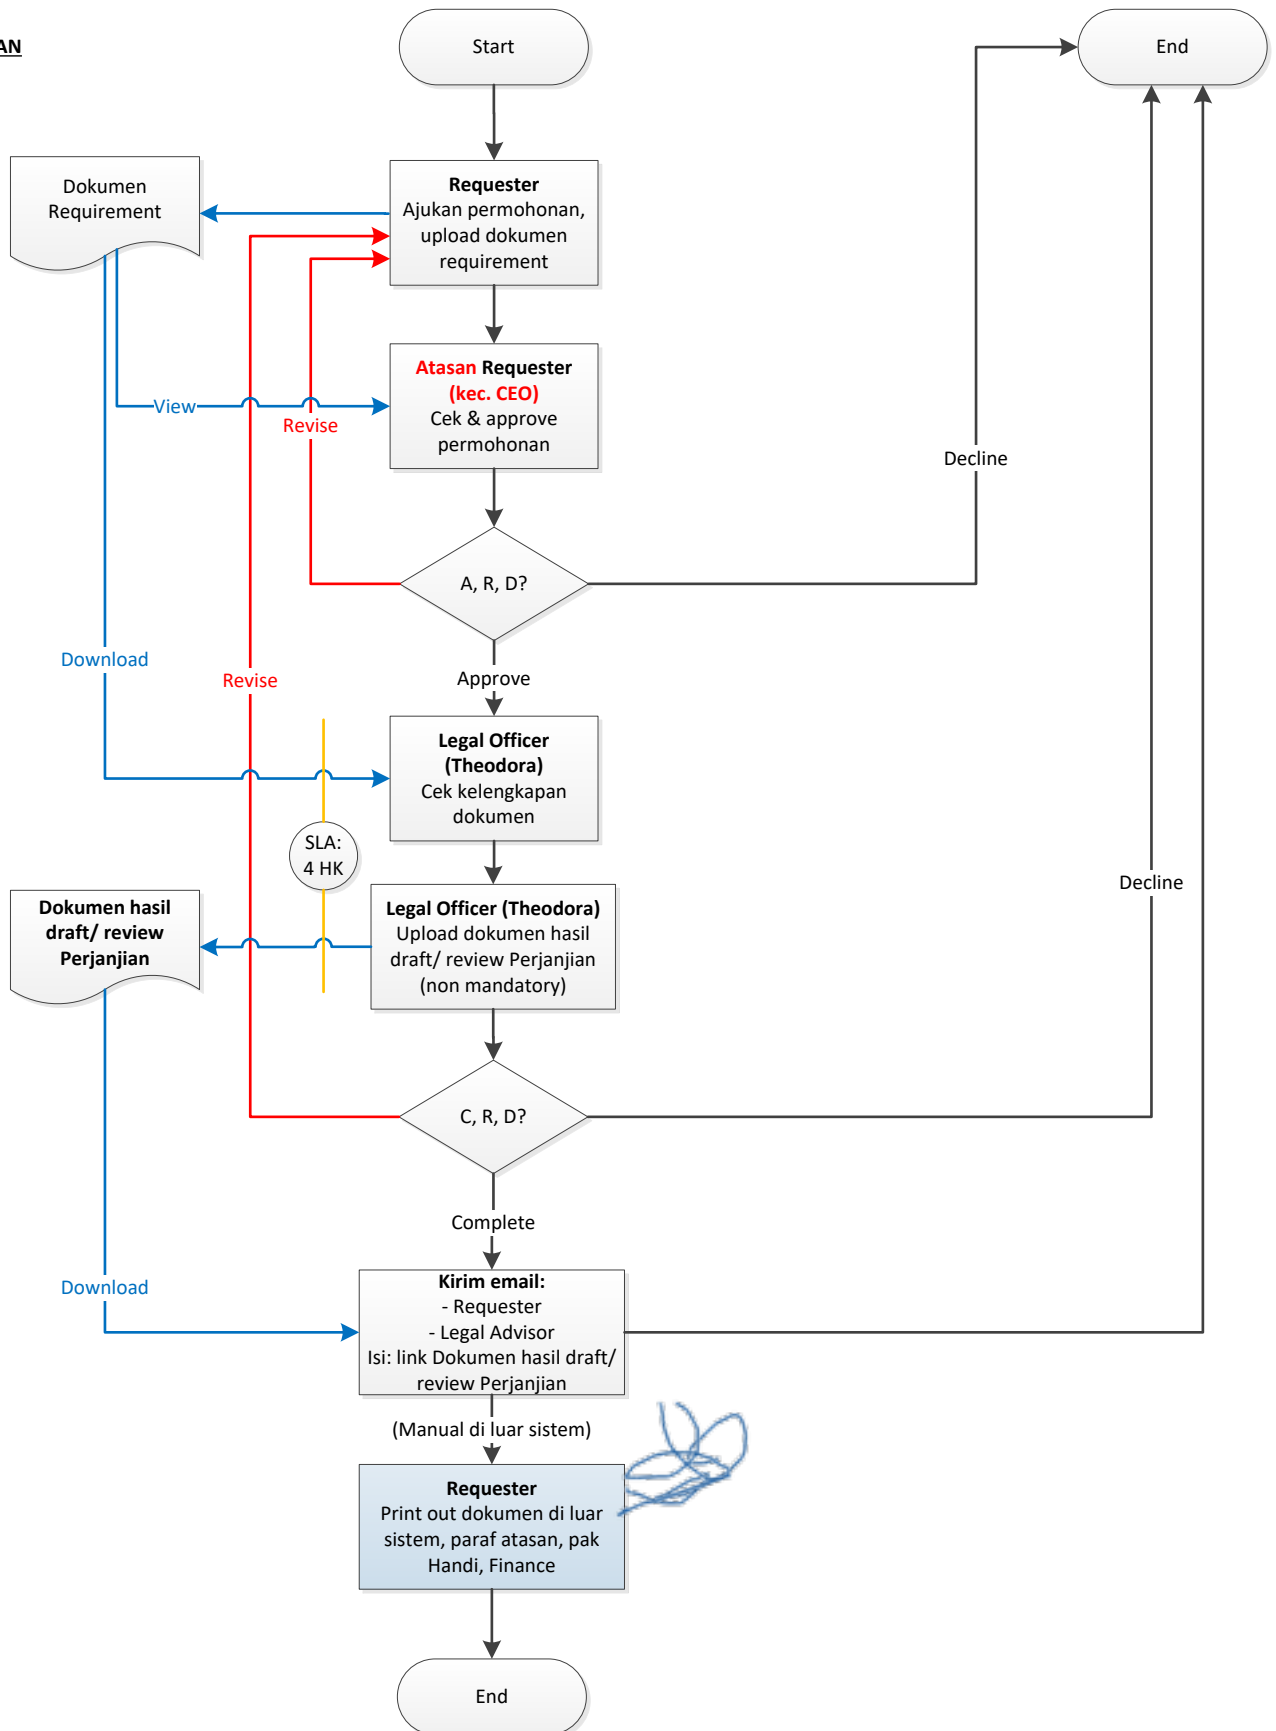 AN
Start
End
Dokumen
Requirement
Requester
Ajukan permohonan,
upload dokumen
requirement
Atasan Requester
(kec. CEO)
Cek & approve
permohonan
View
Revise
Decline
A, R, D?
Download
Revise
Approve
Legal Officer
(Theodora)
Cek kelengkapan
dokumen
SLA:
4 HK
Decline
Dokumen hasil
draft/ review
Perjanjian
Legal Officer (Theodora)
Upload dokumen hasil
draft/ review Perjanjian
(non mandatory)
C, R, D?
Complete
Download
Kirim email:
- Requester
- Legal Advisor
Isi: link Dokumen hasil draft/
review Perjanjian
(Manual di luar sistem)
Requester
Print out dokumen di luar
sistem, paraf atasan, pak
Handi, Finance
End